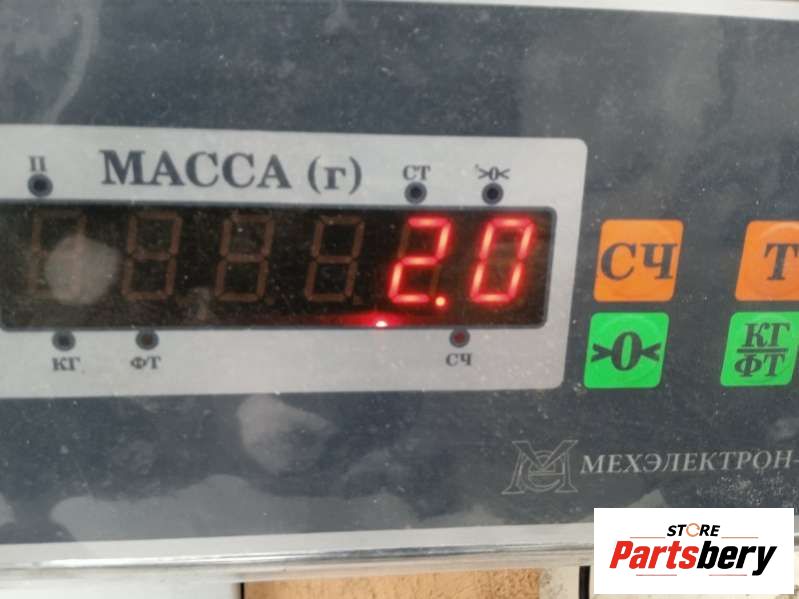 П МАССА (г) СТ >0<
2.0
КГ ФТ СЧ
СЧ Т
>0< КГ
ФТ
МЕХЭЛЕКТРОН-
STORE
Partsbery